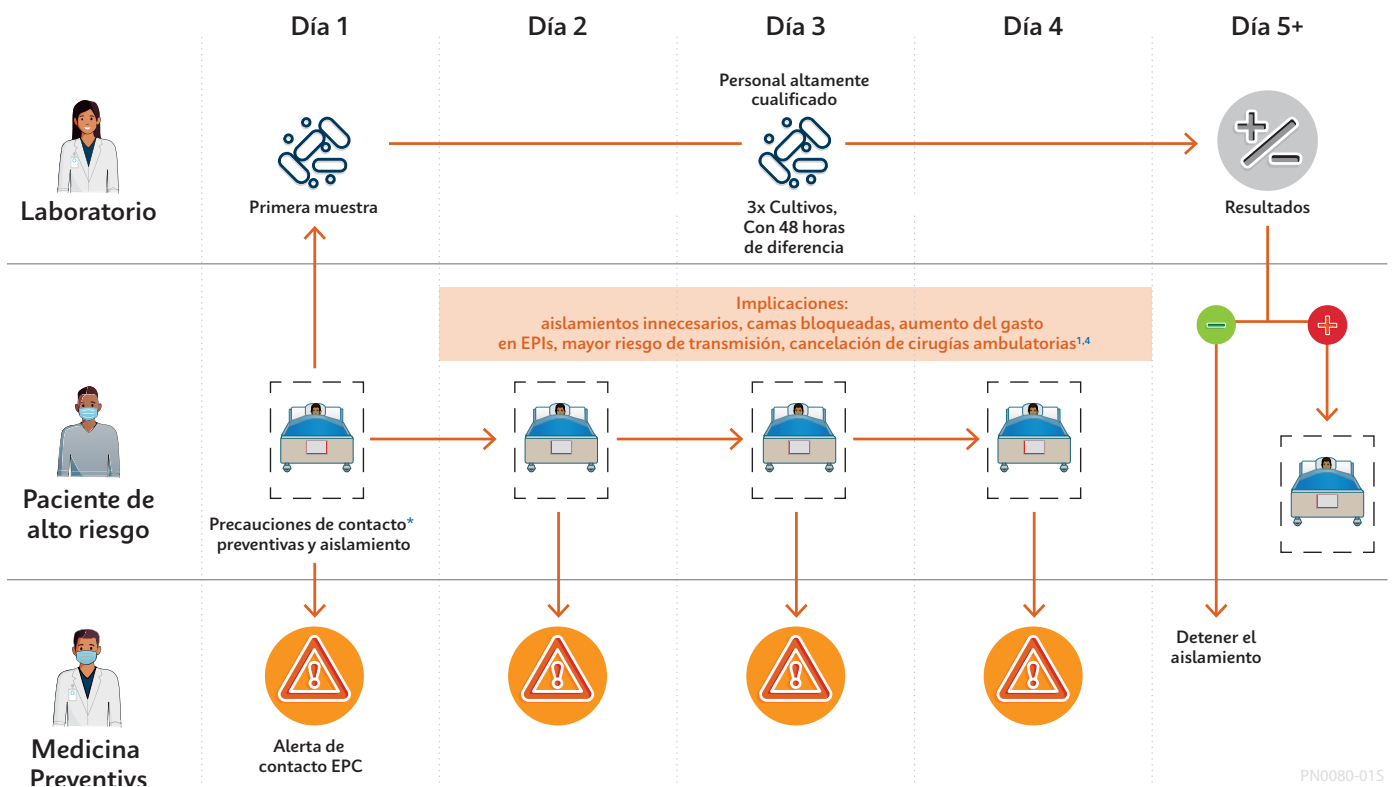 Día 1
Día 2
Día 3
Día 4
Día 5+
Personal altamente
cualificado
Laboratorio
Primera muestra
3x Cultivos,
Con 48 horas
de diferencia
Resultados
Implicaciones:
aislamientos innecesarios, camas bloqueadas, aumento del gasto
en EPIs, mayor riesgo de transmisión, cancelación de cirugías ambulatorias1,4
Paciente de
alto riesgo
Precauciones de contacto*
preventivas y aislamiento
Detener el
aislamiento
Medicina
Preventivs
Alerta de
contacto EPC
PN0080-01S